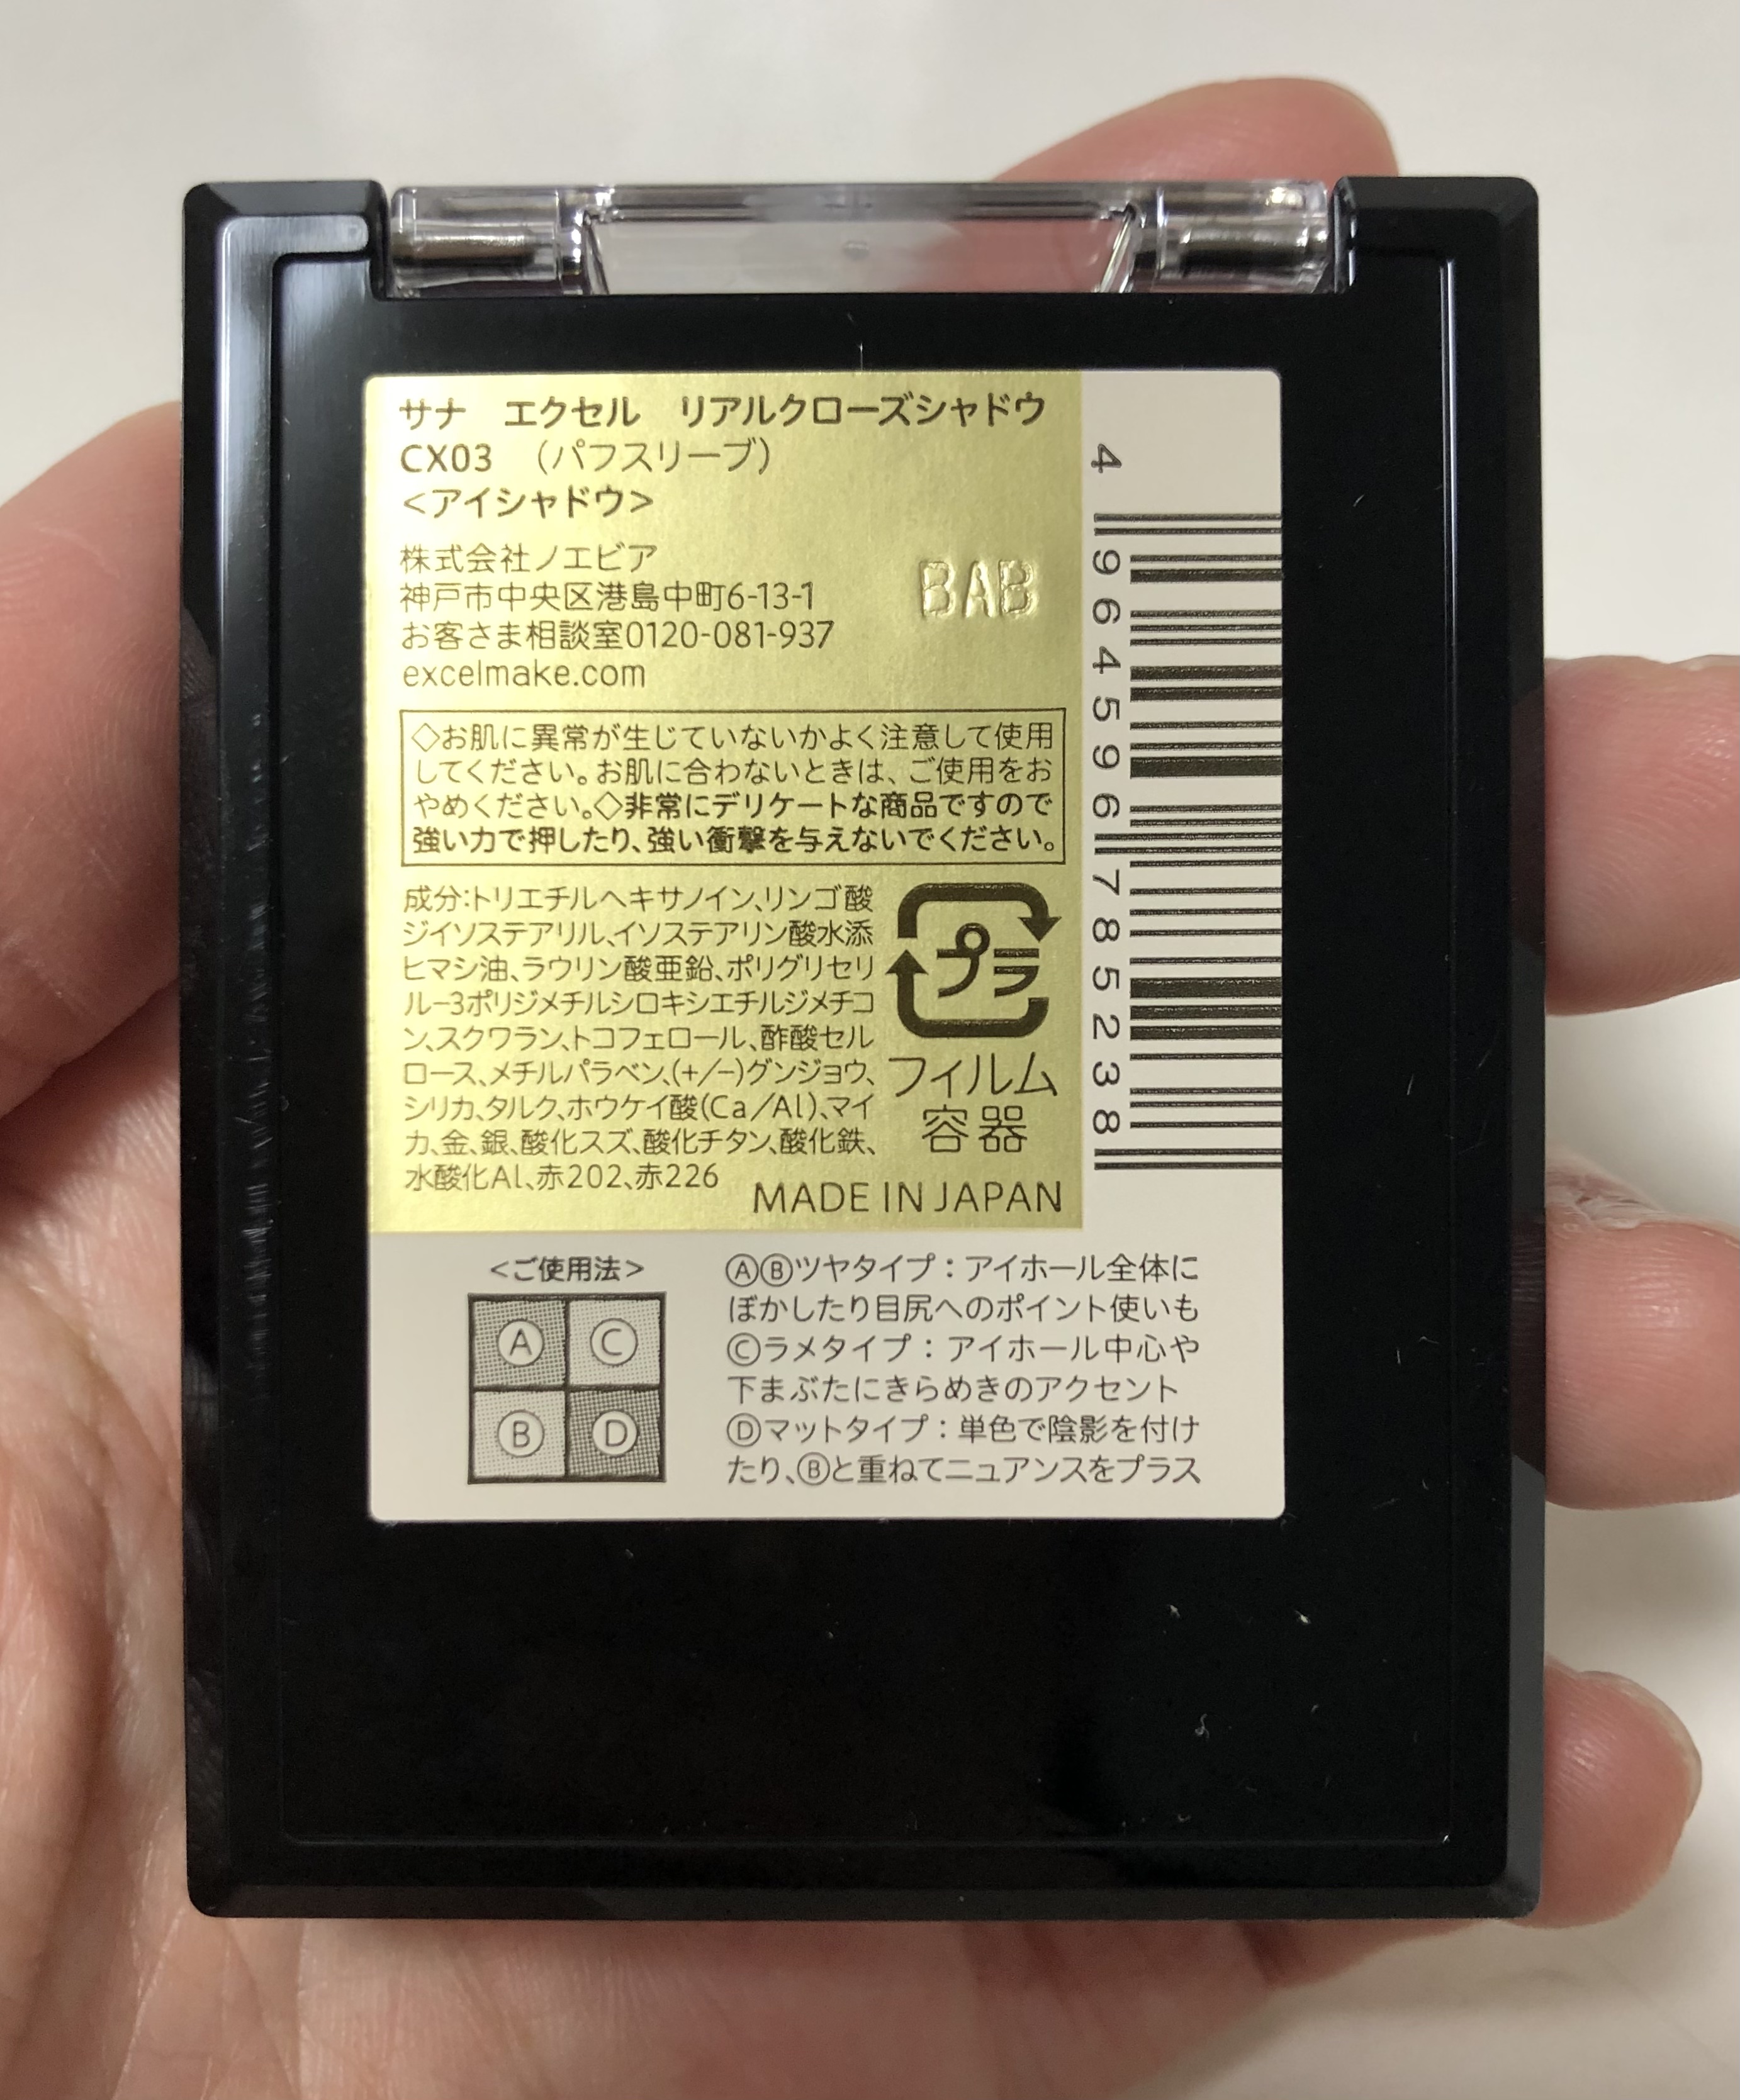 サナ　エクセル　リアルクローズシャドウ
CX03　（パフスリーブ）
＜アイシャドウ＞
株式会社ノエビア
神戸市中央区港島中町6-13-1
お客さま相談室0120-081-937
excelmake.com
BAB
◇お肌に異常が生じていないかよく注意して使用
してください。お肌に合わないときは、ご使用をお
やめください。◇非常にデリケートな商品ですので
強い力で押したり、強い衝撃を与えないでください。
成分:トリエチルヘキサノイン、リンゴ酸
ジイソステアリル、イソステアリン酸水添
ヒマシ油、ラウリン酸亜鉛、ポリグリセリ
ル−3ポリジメチルシロキシエチルジメチコ
ン、スクワラン、トコフェロール、酢酸セル
ロース、メチルパラベン、(+/−)グンジョウ、
シリカ、タルク、ホウケイ酸(Ca/Al)、マイ
カ、金、銀、酸化スズ、酸化チタン、酸化鉄、
水酸化Al、赤202、赤226
プラ
フィルム
容器
MADE IN JAPAN
4 964596 785238
＜ご使用法＞
A C
B D
ⒶⒷツヤタイプ：アイホール全体に
ぼかしたり目尻へのポイント使いも
Ⓒラメタイプ：アイホール中心や
下まぶたにきらめきのアクセント
Ⓓマットタイプ：単色で陰影を付け
たり、Ⓑと重ねてニュアンスをプラス